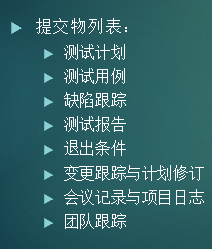 提交物列表：
测试计划
测试用例
缺陷跟踪
测试报告
退出条件
变更跟踪与计划修订
会议记录与项目日志
团队跟踪